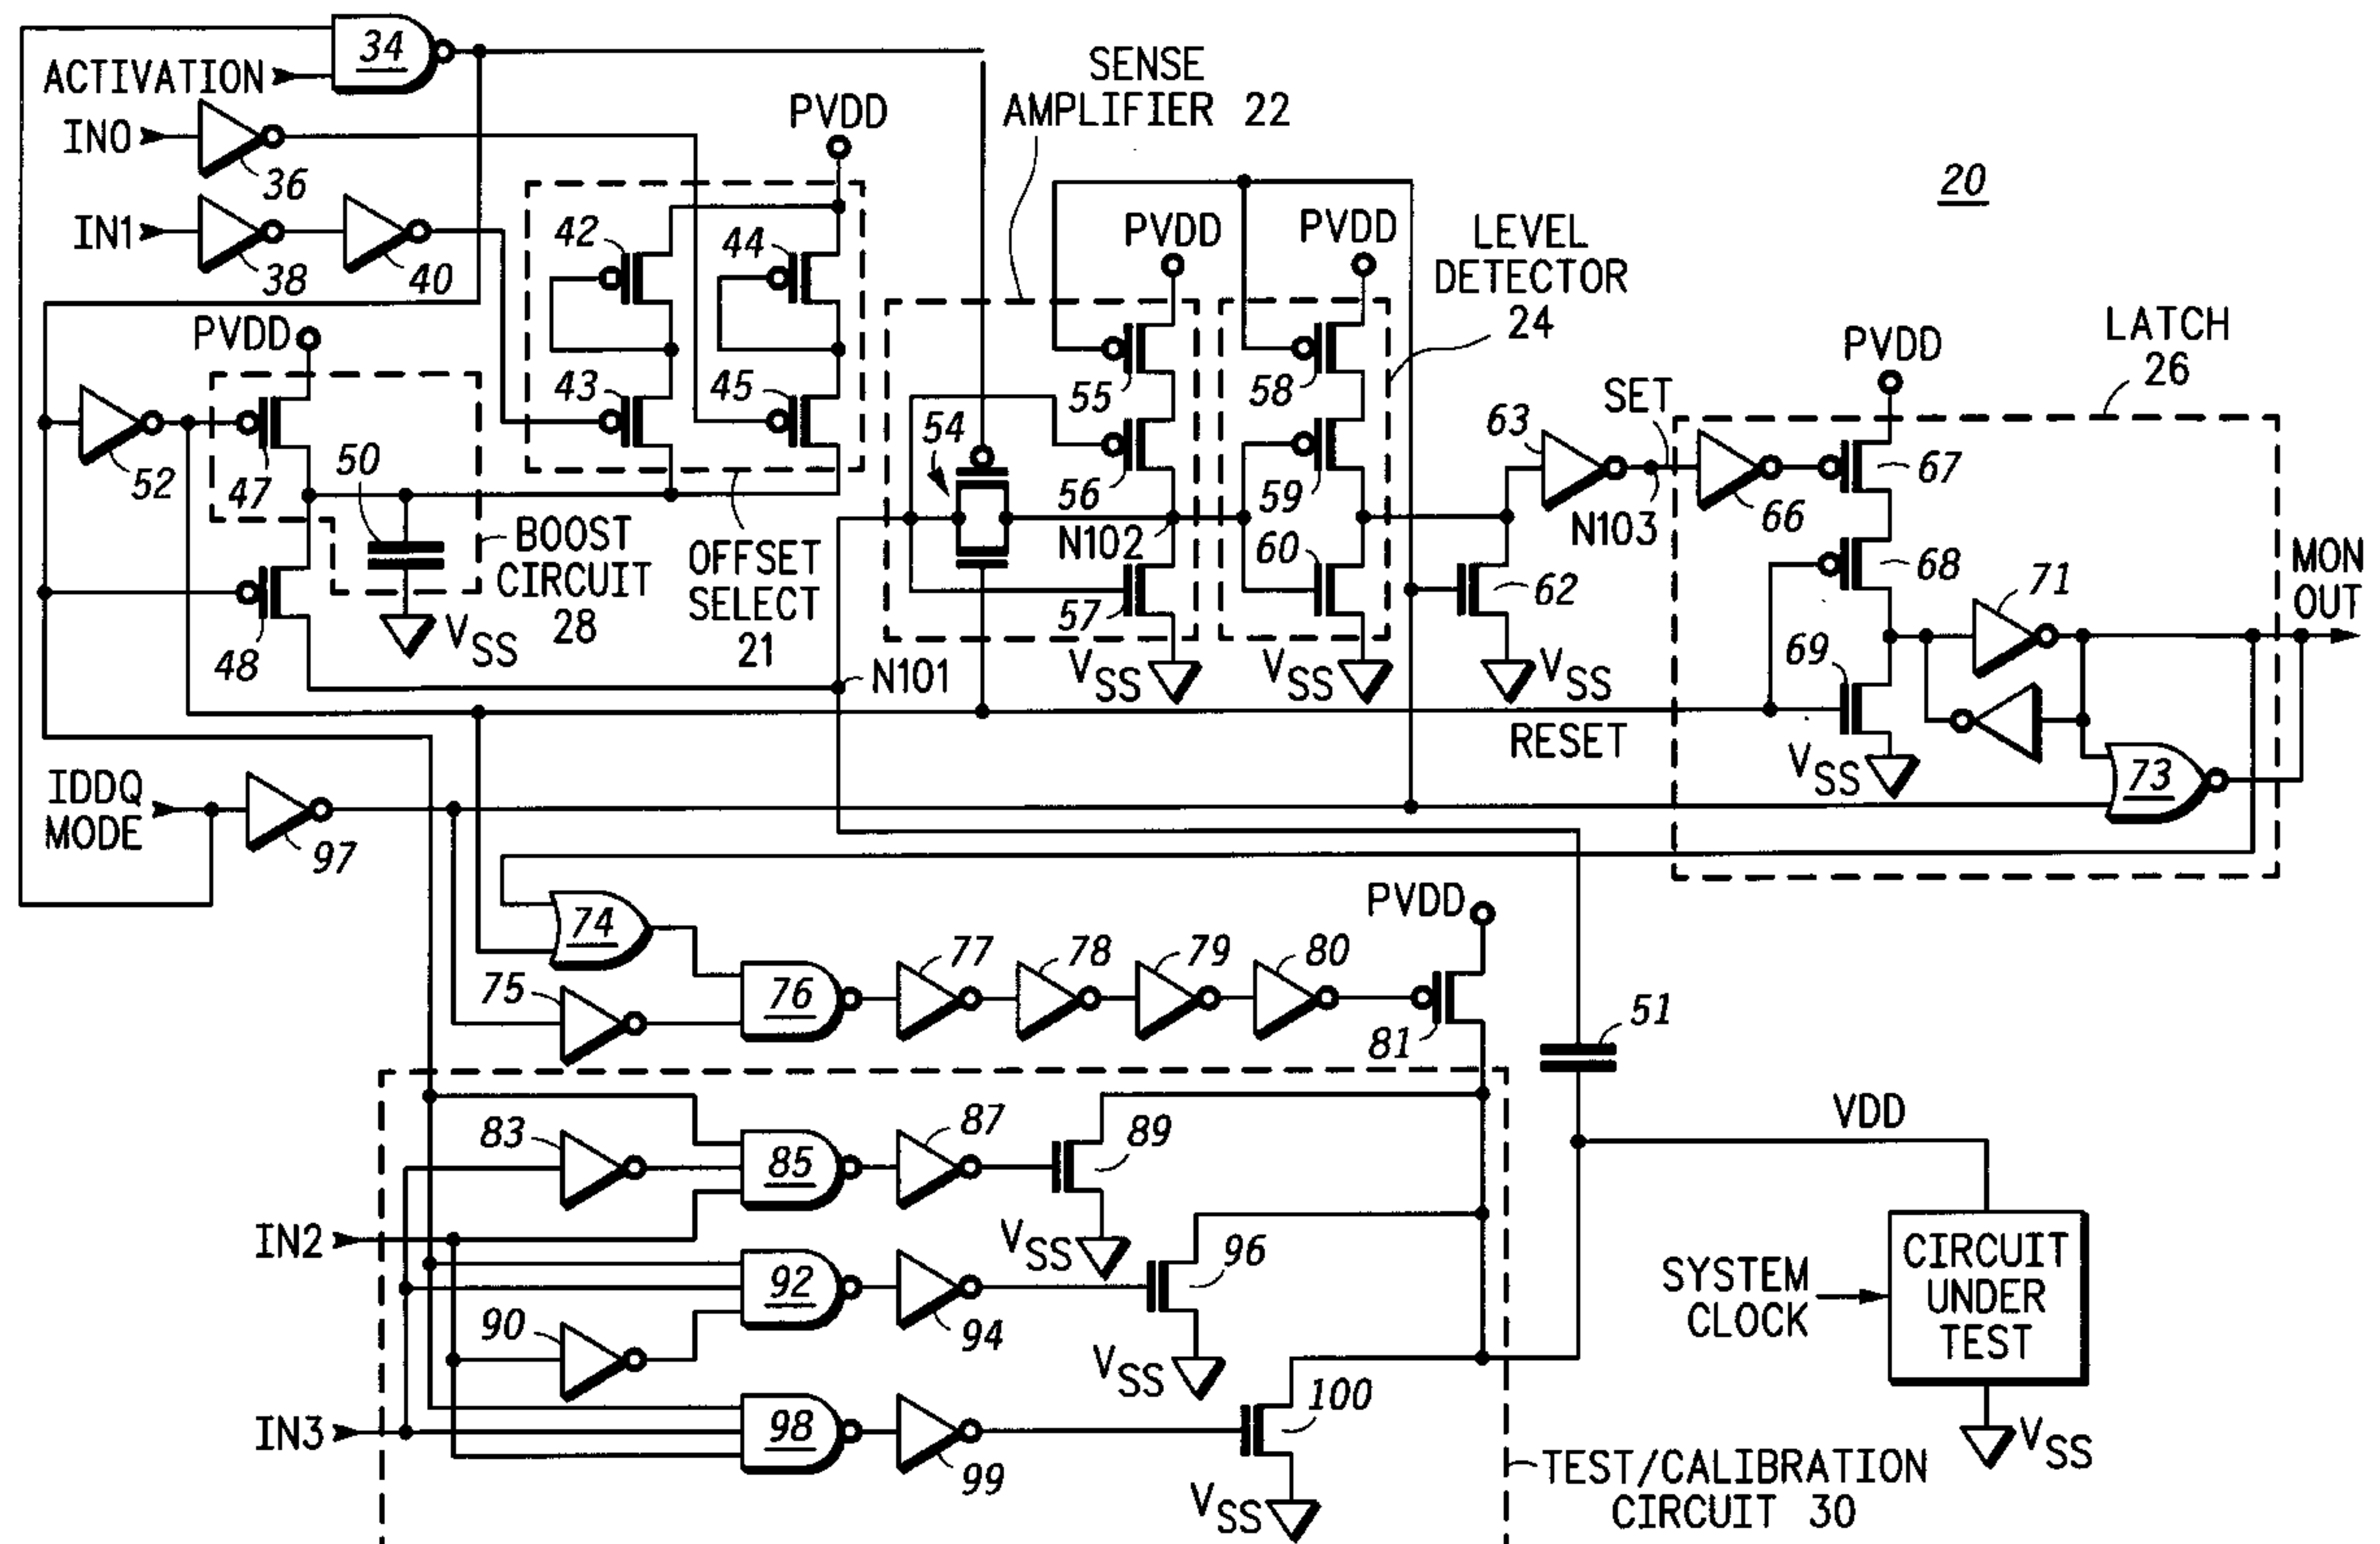 34
ACTIVATION
SENSE
AMPLIFIER 22
PVDD
IN0
36
20
IN1
38
40
42
44
PVDD
PVDD
LEVEL
DETECTOR
24
PVDD
43
45
55
58
PVDD
LATCH
26
SET
52
47
50
54
56
59
63
66
67
BOOST
CIRCUIT
28
OFFSET
SELECT
21
N102
57
60
62
N103
68
71
MON
OUT
48
VSS
N101
VSS
VSS
VSS
RESET
69
VSS
73
IDDQ
MODE
97
74
75
76
77
78
79
80
PVDD
81
51
83
85
87
89
VSS
VDD
IN2
92
94
96
VSS
90
SYSTEM
CLOCK
CIRCUIT
UNDER
TEST
VSS
IN3
98
99
100
VSS
TEST/CALIBRATION
CIRCUIT 30